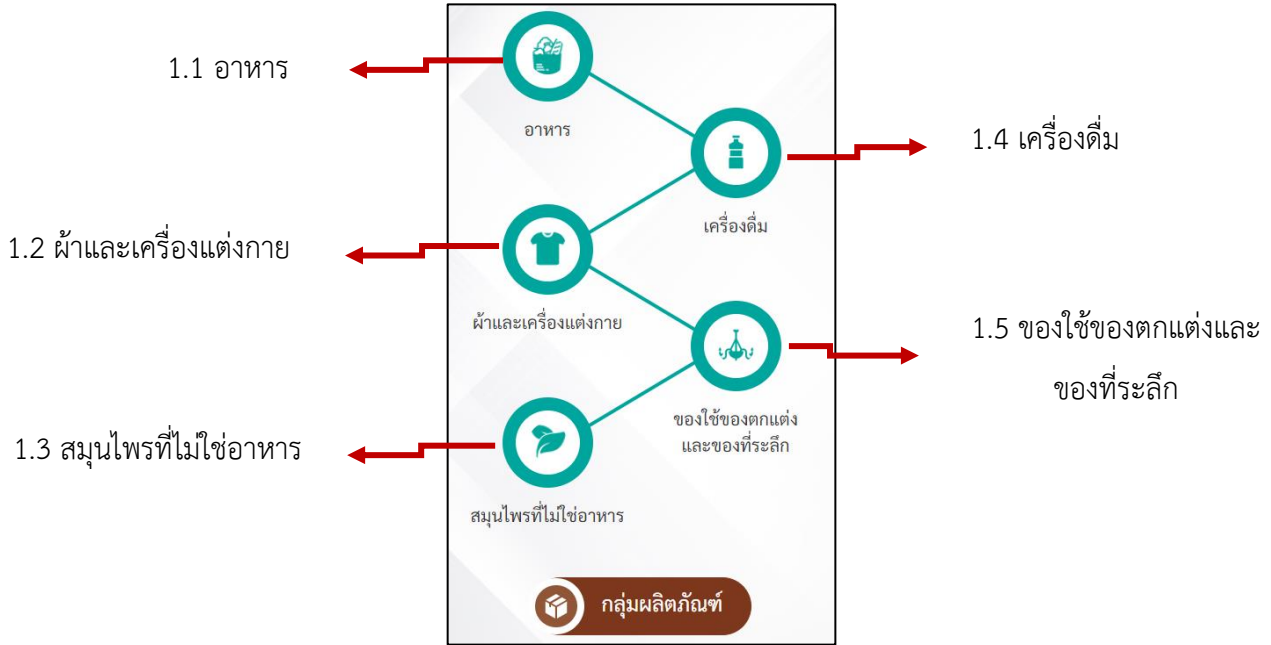 1.1 อาหาร
อาหาร
1.4 เครื่องดื่ม
เครื่องดื่ม
1.2 ผ้าและเครื่องแต่งกาย
ผ้าและเครื่องแต่งกาย
1.5 ของใช้ของตกแต่งและ
ของที่ระลึก
ของใช้ของตกแต่ง
และของที่ระลึก
1.3 สมุนไพรที่ไม่ใช่อาหาร
สมุนไพรที่ไม่ใช่อาหาร
กลุ่มผลิตภัณฑ์